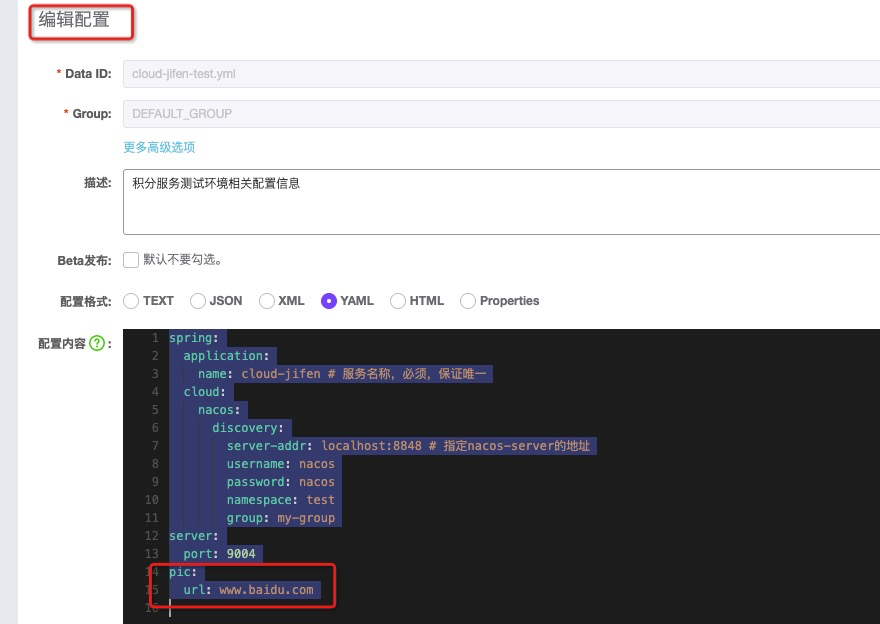 编辑配置
* Data ID: cloud-jifen-test.yml
* Group: DEFAULT_GROUP
更多高级选项
描述: 积分服务测试环境相关配置信息
Beta发布: 默认不要勾选。
配置格式: TEXT JSON XML YAML HTML Properties
配置内容 ? :
1 spring:
2   application:
3     name: cloud-jifen # 服务名称，必须，保证唯一
4   cloud:
5     nacos:
6       discovery:
7         server-addr: localhost:8848 # 指定nacos-server的地址
8         username: nacos
9         password: nacos
10         namespace: test
11         group: my-group
12 server:
13   port: 9004
14 pic:
15   url: www.baidu.com
16